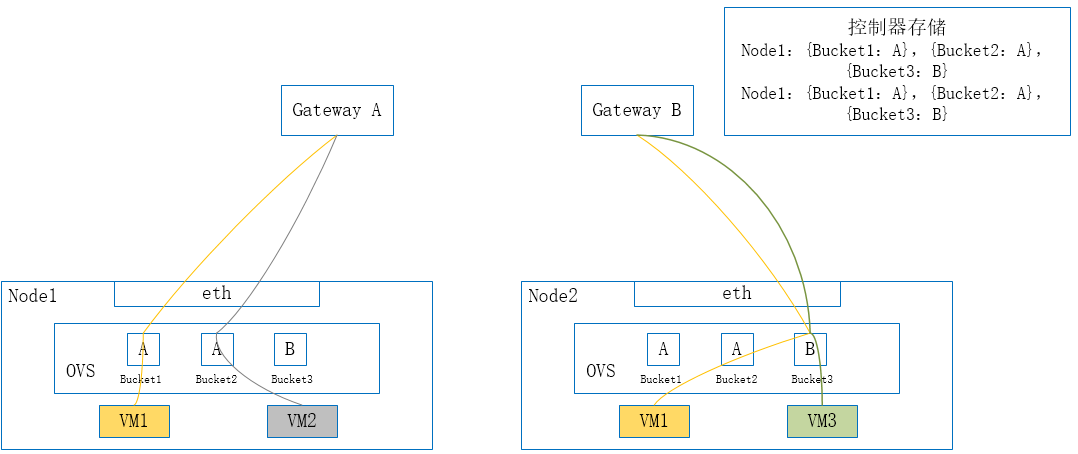 控制器存储
Node1：{Bucket1：A}，{Bucket2：A}，
{Bucket3：B}
Node1：{Bucket1：A}，{Bucket2：A}，
{Bucket3：B}
Gateway A
Gateway B
Node1
eth
A
A
B
OVS
Bucket1
Bucket2
Bucket3
VM1
VM2
Node2
eth
A
A
B
OVS
Bucket1
Bucket2
Bucket3
VM1
VM3